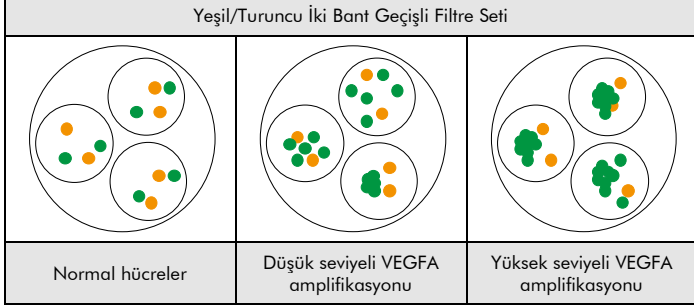 Yeşil/Turuncu İki Bant Geçişli Filtre Seti
Normal hücreler
Düşük seviyeli VEGFA
amplifikasyonu
Yüksek seviyeli VEGFA
amplifikasyonu